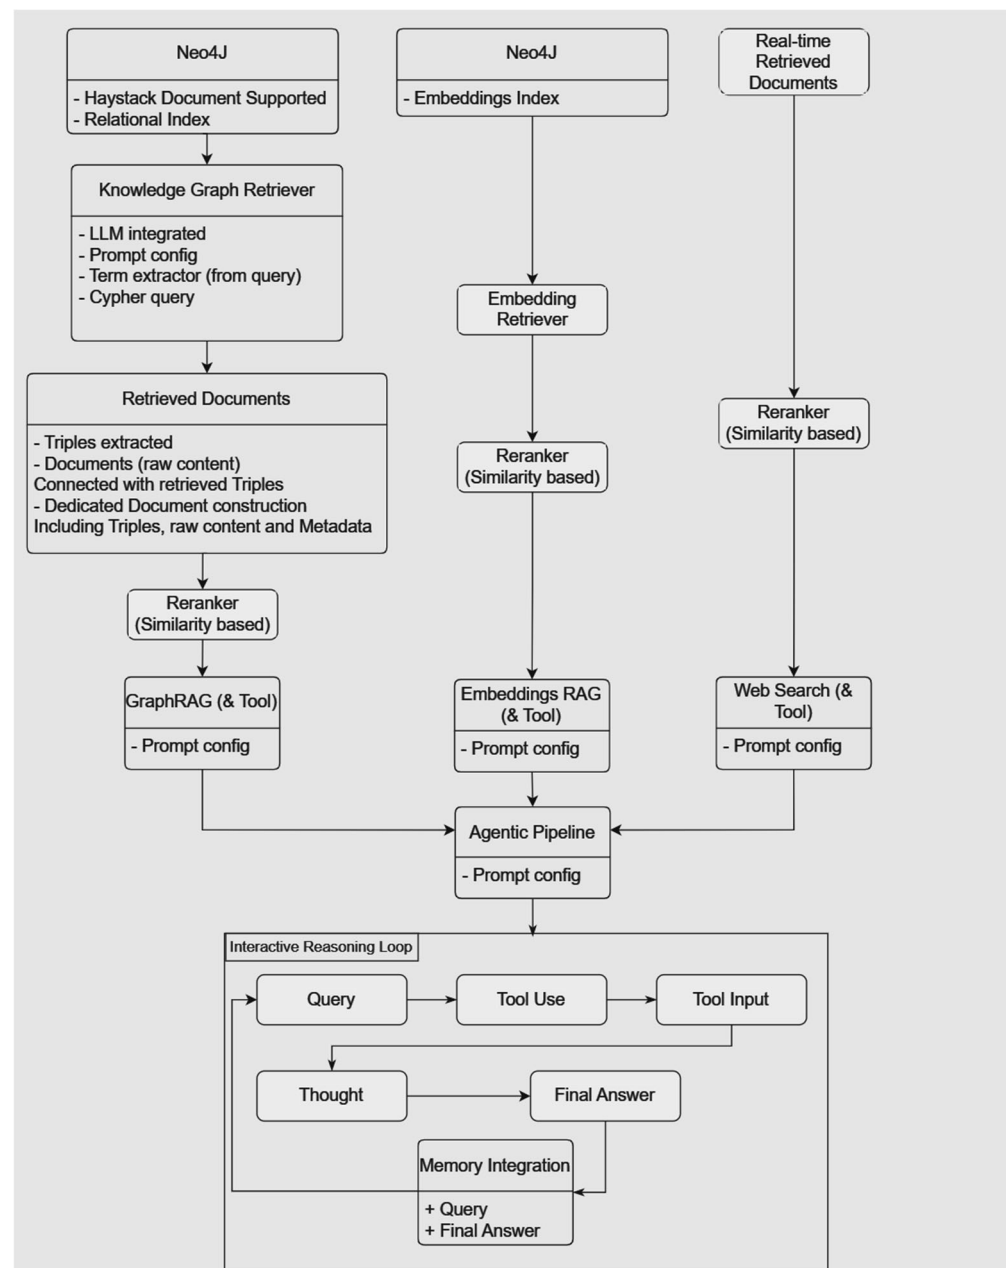 Neo4J
- Haystack Document Supported
- Relational Index
Knowledge Graph Retriever
- LLM integrated
- Prompt config
- Term extractor (from query)
- Cypher query
Retrieved Documents
- Triples extracted
- Documents (raw content)
Connected with retrieved Triples
- Dedicated Document construction
Including Triples, raw content and Metadata
Reranker
(Similarity based)
GraphRAG (& Tool)
- Prompt config
Neo4J
- Embeddings Index
Embedding
Retriever
Reranker
(Similarity based)
Embeddings RAG
(& Tool)
- Prompt config
Real-time
Retrieved
Documents
Reranker
(Similarity based)
Web Search (&
Tool)
- Prompt config
Agentic Pipeline
- Prompt config
Interactive Reasoning Loop
Query
Tool Use
Tool Input
Thought
Final Answer
Memory Integration
+ Query
+ Final Answer